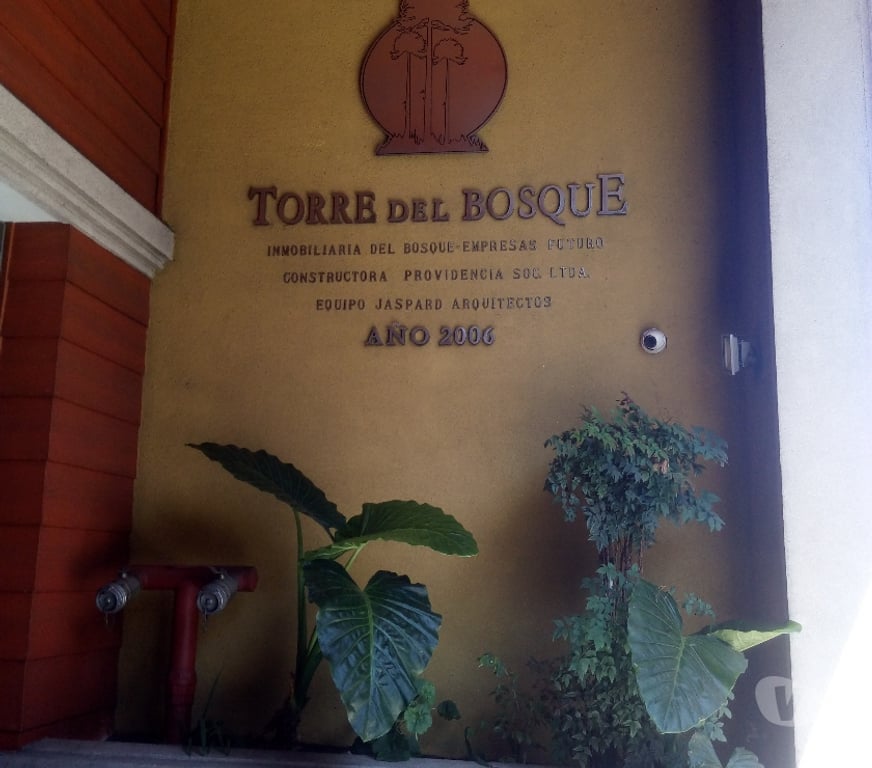 TORRE DEL BOSQUE
INMOBILIARIA DEL BOSQUE-EMPRESAS FUTURO
CONSTRUCTORA PROVIDENCIA SOC. LTDA.
EQUIPO JASPARD ARQUITECTOS
AÑO 2006